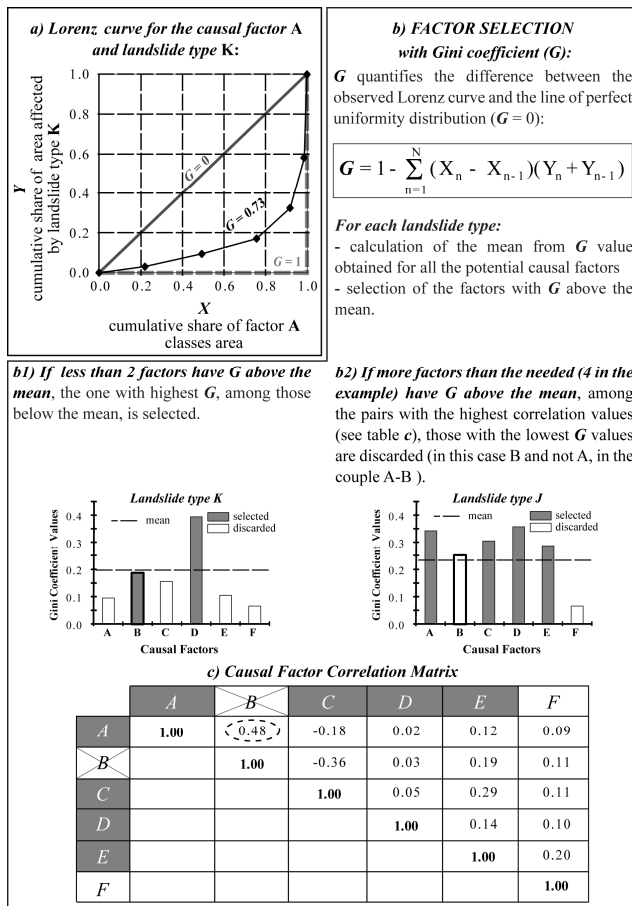 a) Lorenz curve for the causal factor A
and landslide type K:
Y
cumulative share of area affected
by landslide type K
1.0
0.8
0.6
0.4
0.2
0.0
G = 0
G = 0.73
G = 1
0.0 0.2 0.4 0.6 0.8 1.0
X
cumulative share of factor A
classes area
b) FACTOR SELECTION
with Gini coefficient (G):
G quantifies the difference between the
observed Lorenz curve and the line of perfect
uniformity distribution (G = 0):
G = 1 - ∑ (Xn - Xn-1)(Yn + Yn-1)
N
n=1
For each landslide type:
- calculation of the mean from G value
obtained for all the potential causal factors
- selection of the factors with G above the
mean.
b1) If less than 2 factors have G above the
mean, the one with highest G, among those
below the mean, is selected.
Landslide type K
mean
selected
discarded
Gini Coefficient Values
0.4
0.3
0.2
0.1
0.0
A B C D E F
Causal Factors
b2) If more factors than the needed (4 in the
example) have G above the mean, among
the pairs with the highest correlation values
(see table c), those with the lowest G values
are discarded (in this case B and not A, in the
couple A-B ).
Landslide type J
mean
selected
discarded
Gini Coefficient Values
0.4
0.3
0.2
0.1
0.0
A B C D E F
Causal Factors
c) Causal Factor Correlation Matrix
A B C D E F
A 1.00 0.48 -0.18 0.02 0.12 0.09
B 1.00 -0.36 0.03 0.19 0.11
C 1.00 0.05 0.29 0.11
D 1.00 0.14 0.10
E 1.00 0.20
F 1.00